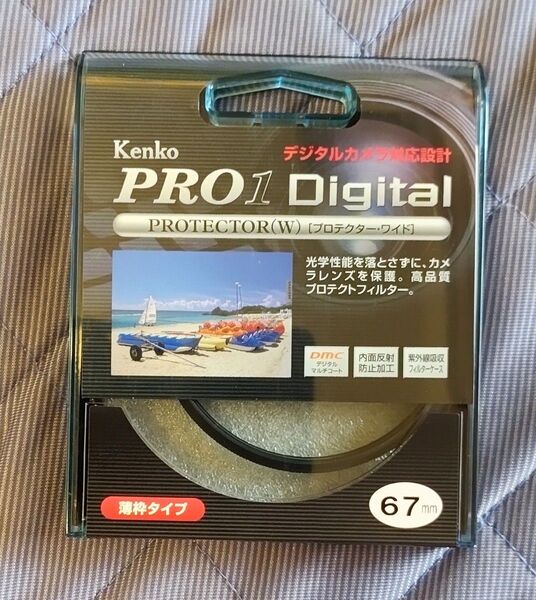 Kenko
デジタルカメラ対応設計
PRO1 Digital
PROTECTOR(W) [プロテクター・ワイド]
光学性能を落とさずに、カメ
ラレンズを保護。高品質
プロテクトフィルター。
DMC
デジタル
マルチコート
内面反射
防止加工
紫外線吸収
フィルターケース
薄枠タイプ
67mm